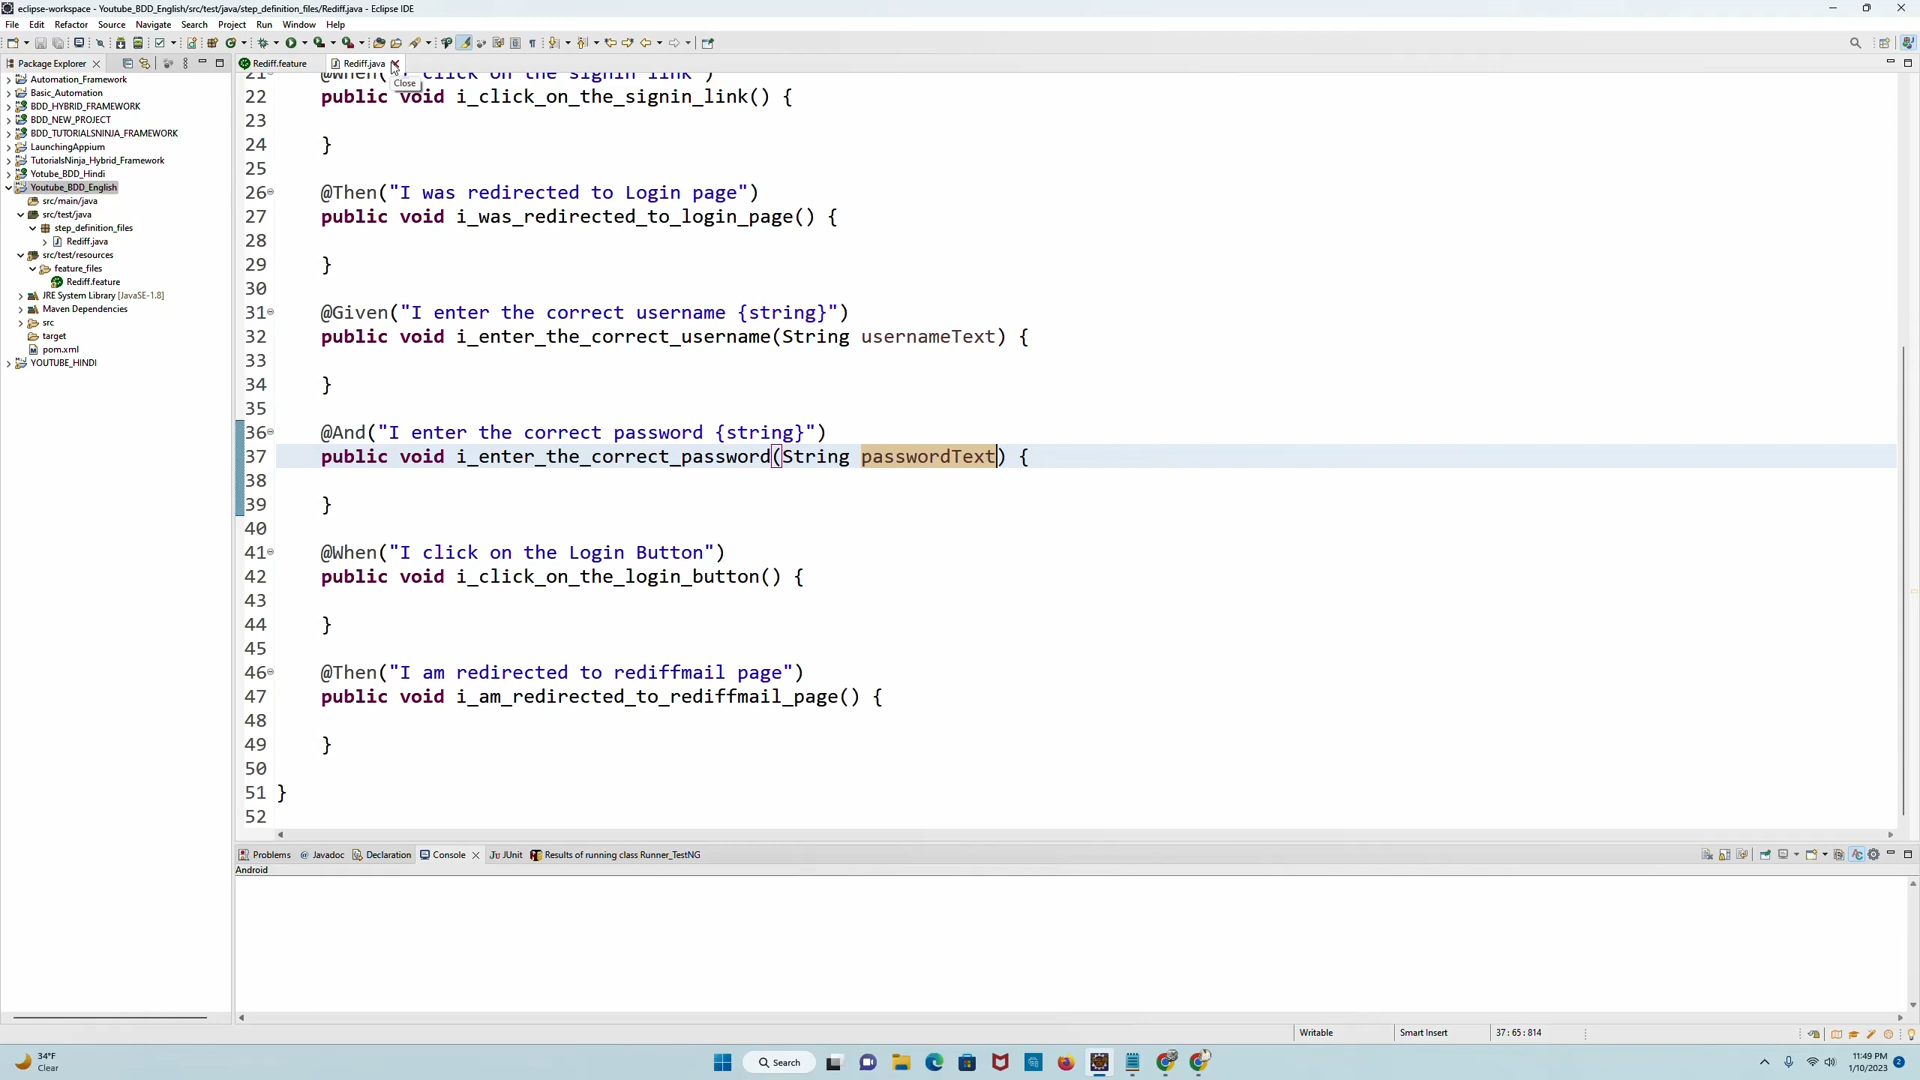 eclipse-workspace - Youtube_BDD_English/src/test/java/step_definition_files/Rediff.java - Eclipse IDE
File Edit Refactor Source Navigate Search Project Run Window Help
Package Explorer
Automation_Framework
Basic_Automation
BDD_HYBRID_FRAMEWORK
BDD_NEW_PROJECT
BDD_TUTORIALSNINJA_FRAMEWORK
LaunchingAppium
TutorialsNinja_Hybrid_Framework
Yotube_BDD_Hindi
Youtube_BDD_English
src/main/java
src/test/java
step_definition_files
Rediff.java
src/test/resources
feature_files
Rediff.feature
JRE System Library [JavaSE-1.8]
Maven Dependencies
src
target
pom.xml
YOUTUBE_HINDI
Rediff.feature Rediff.java
Close
21 @When("I click on the signin link")
22 public void i_click_on_the_signin_link() {
23
24 }
25
26 @Then("I was redirected to Login page")
27 public void i_was_redirected_to_login_page() {
28
29 }
30
31 @Given("I enter the correct username {string}")
32 public void i_enter_the_correct_username(String usernameText) {
33
34 }
35
36 @And("I enter the correct password {string}")
37 public void i_enter_the_correct_password(String passwordText) {
38
39 }
40
41 @When("I click on the Login Button")
42 public void i_click_on_the_login_button() {
43
44 }
45
46 @Then("I am redirected to rediffmail page")
47 public void i_am_redirected_to_rediffmail_page() {
48
49 }
50
51 }
52
Problems @ Javadoc Declaration Console Ju JUnit Results of running class Runner_TestNG
Android
Writable Smart Insert 37 : 65 : 814
34°F
Clear
Search
11:49 PM
1/10/2023
2